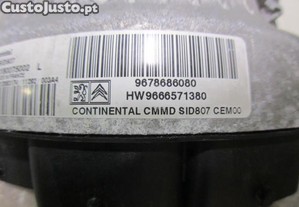 CustoJusto.pt
9678686080
HW9666571380
CONTINENTAL CMMD SID807 CEM00